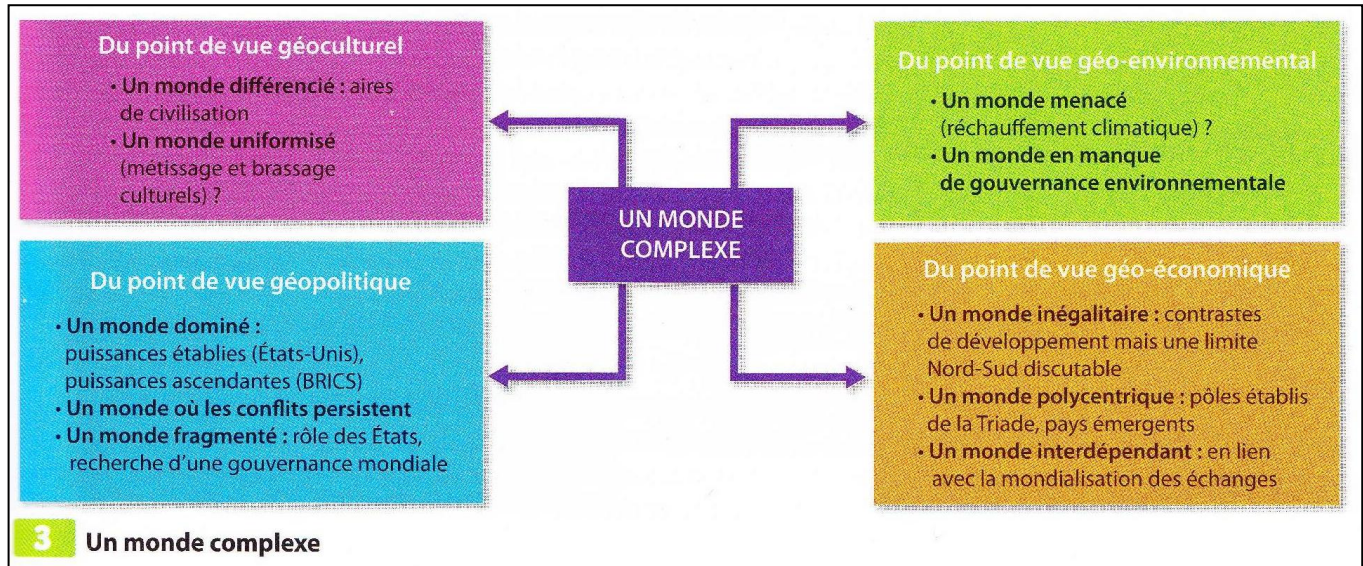 Du point de vue géoculturel
• Un monde différencié : aires
de civilisation
• Un monde uniformisé
(métissage et brassage
culturels) ?
Du point de vue géo-environnemental
• Un monde menacé
(réchauffement climatique) ?
• Un monde en manque
de gouvernance environnementale
UN MONDE
COMPLEXE
Du point de vue géopolitique
• Un monde dominé :
puissances établies (États-Unis),
puissances ascendantes (BRICS)
• Un monde où les conflits persistent
• Un monde fragmenté : rôle des États,
recherche d'une gouvernance mondiale
Du point de vue géo-économique
• Un monde inégalitaire : contrastes
de développement mais une limite
Nord-Sud discutable
• Un monde polycentrique : pôles établis
de la Triade, pays émergents
• Un monde interdépendant : en lien
avec la mondialisation des échanges
3 Un monde complexe